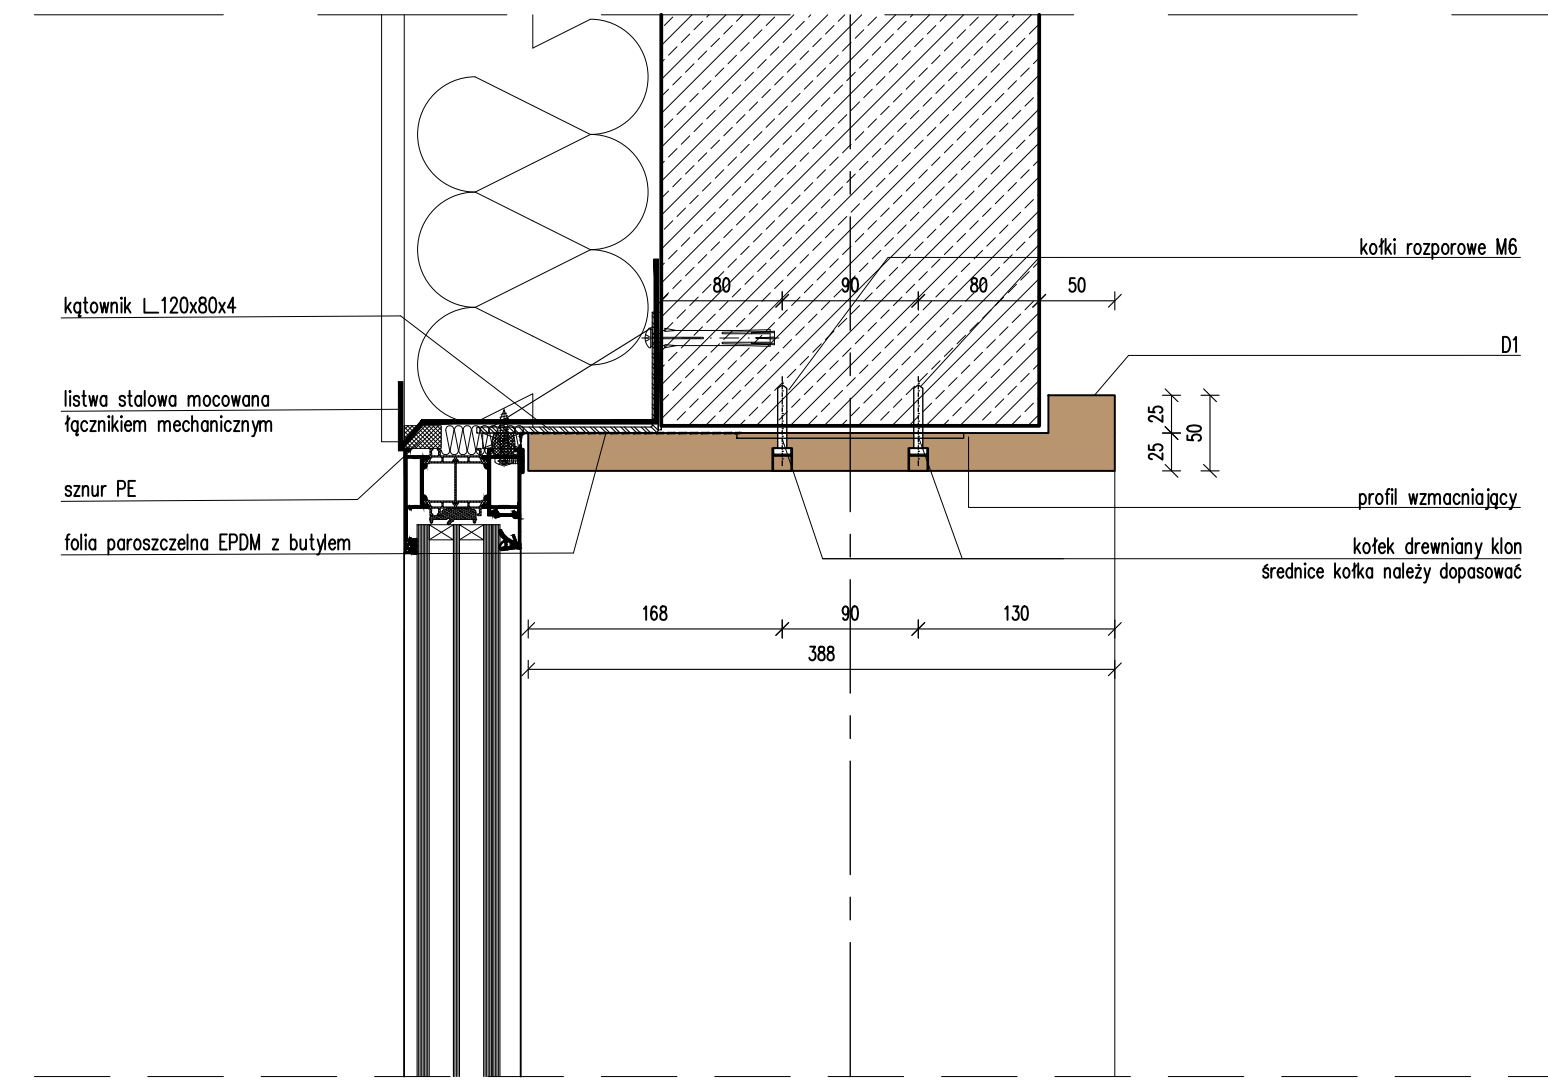 kołki rozporowe M6
80
90
80
50
kątownik L 120x80x4
D1
listwa stalowa mocowana
łącznikiem mechanicznym
25
25
50
sznur PE
profil wzmacniający
folia paroszczelna EPDM z butylem
kołek drewniany klon
średnice kołka należy dopasować
168
90
130
388